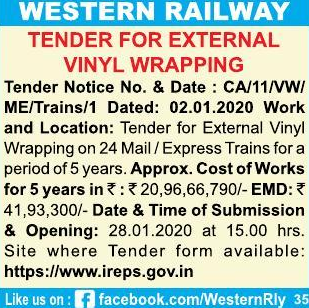 WESTERN RAILWAY
TENDER FOR EXTERNAL
VINYL WRAPPING
Tender Notice No. & Date : CA/11/VW/
ME/Trains/1 Dated: 02.01.2020 Work
and Location: Tender for External Vinyl
Wrapping on 24 Mail / Express Trains for a
period of 5 years. Approx. Cost of Works
for 5 years in ₹ : ₹ 20,96,66,790/- EMD: ₹
41,93,300/- Date & Time of Submission
& Opening: 28.01.2020 at 15.00 hrs.
Site where Tender form available:
https://www.ireps.gov.in
Like us on : f facebook.com/WesternRly 35